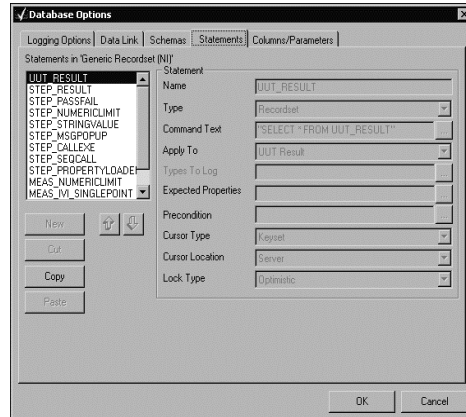 Database Options
Logging Options
Data Link
Schemas
Statements
Columns/Parameters
Statements in 'Generic Recordset (NI)'
UUT_RESULT
STEP_RESULT
STEP_PASSFAIL
STEP_NUMERICLIMIT
STEP_STRINGVALUE
STEP_MSGPOPUP
STEP_CALLEXE
STEP_SEQCALL
STEP_PROPERTYLOADER
MEAS_NUMERICLIMIT
MEAS_IVI_SINGLEPOINT
New
Cut
Copy
Paste
Statement
Name UUT_RESULT
Type Recordset
Command Text "SELECT * FROM UUT_RESULT" ...
Apply To UUT Result
Types To Log ...
Expected Properties ...
Precondition ...
Cursor Type Keyset
Cursor Location Server
Lock Type Optimistic
OK
Cancel